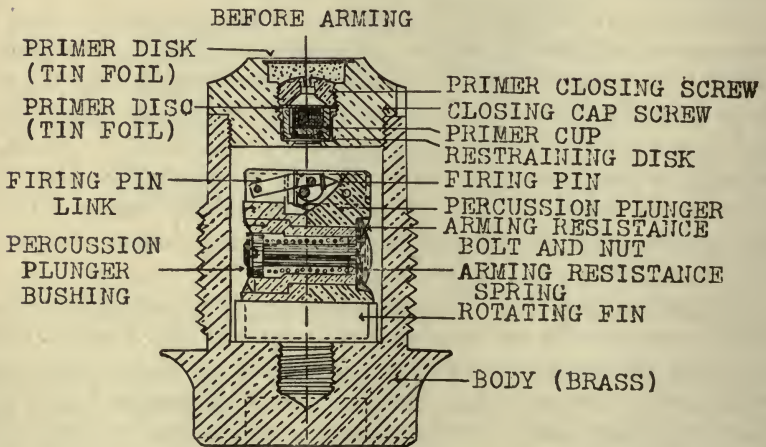 BEFORE ARMING
PRIMER DISK
(TIN FOIL)
PRIMER DISC
(TIN FOIL)
FIRING PIN
LINK
PERCUSSION
PLUNGER
BUSHING
PRIMER CLOSING SCREW
CLOSING CAP SCREW
PRIMER CUP
RESTRAINING DISK
FIRING PIN
PERCUSSION PLUNGER
ARMING RESISTANCE
BOLT AND NUT
ARMING RESISTANCE
SPRING
ROTATING FIN
BODY (BRASS)